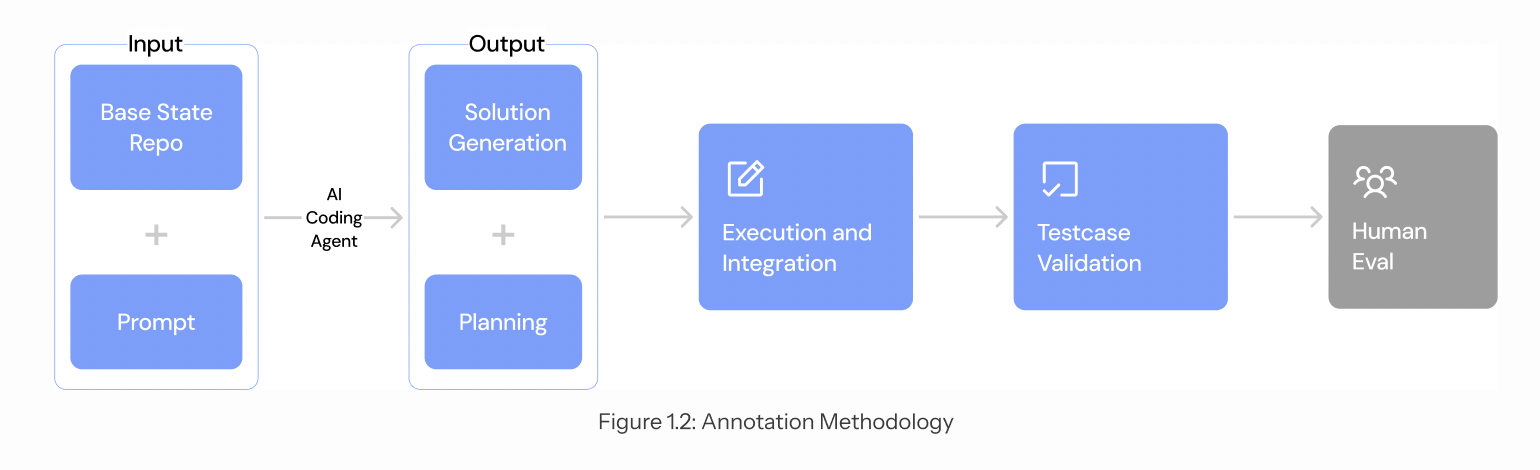 Input
Base State
Repo
+
Prompt
AI
Coding
Agent
Output
Solution
Generation
+
Planning
Execution and
Integration
Testcase
Validation
Human
Eval
Figure 1.2: Annotation Methodology